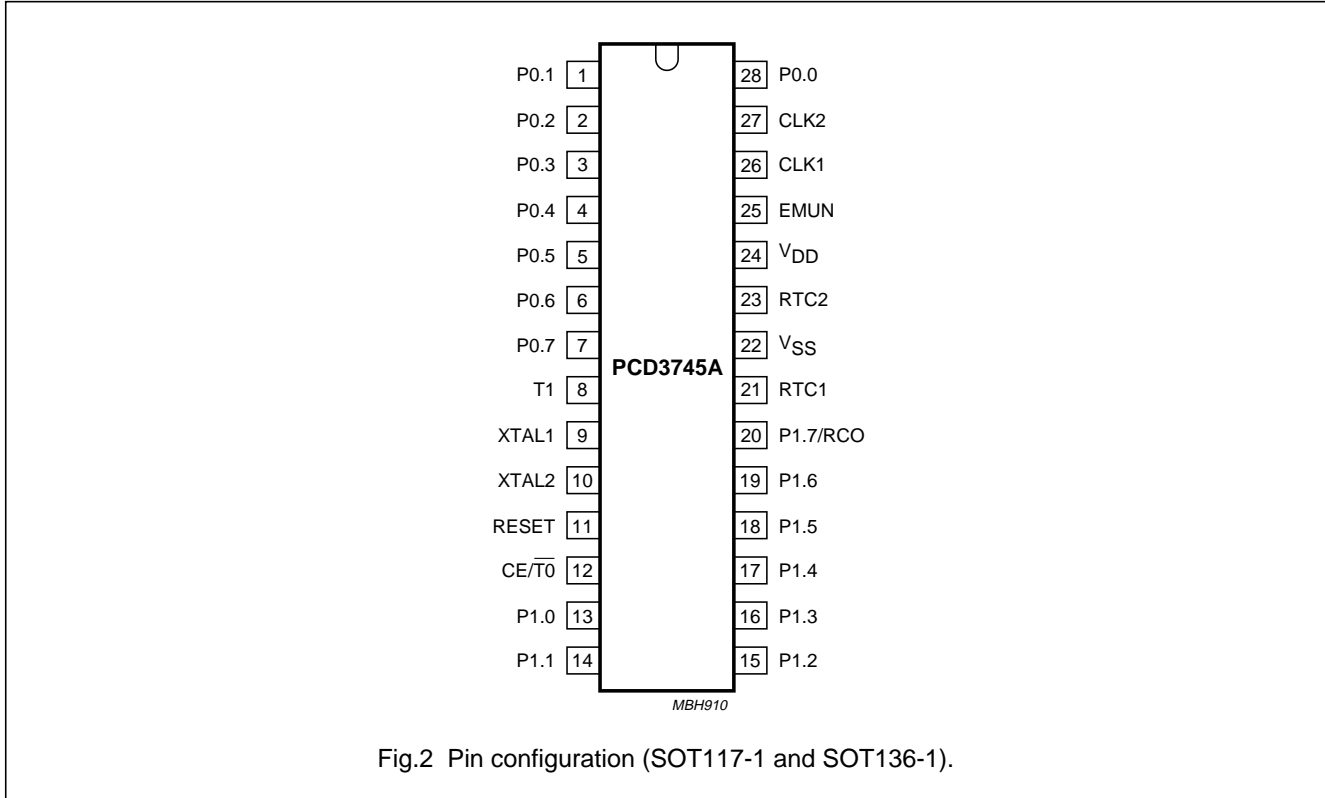 P0.1 1 28 P0.0
P0.2 2 27 CLK2
P0.3 3 26 CLK1
P0.4 4 25 EMUN
P0.5 5 24 VDD
P0.6 6 23 RTC2
P0.7 7 22 VSS
PCD3745A
T1 8 21 RTC1
XTAL1 9 20 P1.7/RCO
XTAL2 10 19 P1.6
RESET 11 18 P1.5
CE/T0 12 17 P1.4
P1.0 13 16 P1.3
P1.1 14 15 P1.2
MBH910
Fig.2 Pin configuration (SOT117-1 and SOT136-1).